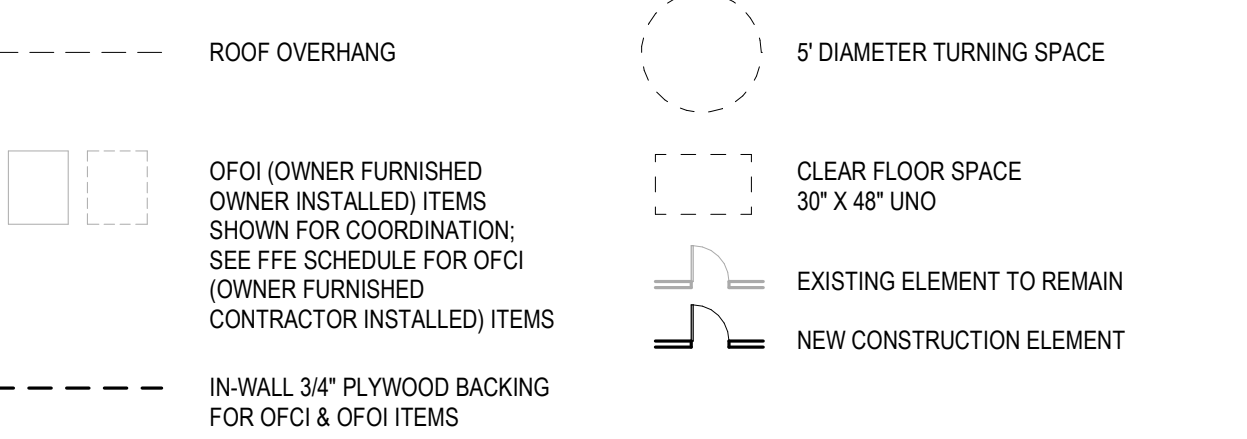 ROOF OVERHANG
OFOI (OWNER FURNISHED
OWNER INSTALLED) ITEMS
SHOWN FOR COORDINATION;
SEE FFE SCHEDULE FOR OFCI
(OWNER FURNISHED
CONTRACTOR INSTALLED) ITEMS
IN-WALL 3/4" PLYWOOD BACKING
FOR OFCI & OFOI ITEMS
5' DIAMETER TURNING SPACE
CLEAR FLOOR SPACE
30" X 48" UNO
EXISTING ELEMENT TO REMAIN
NEW CONSTRUCTION ELEMENT